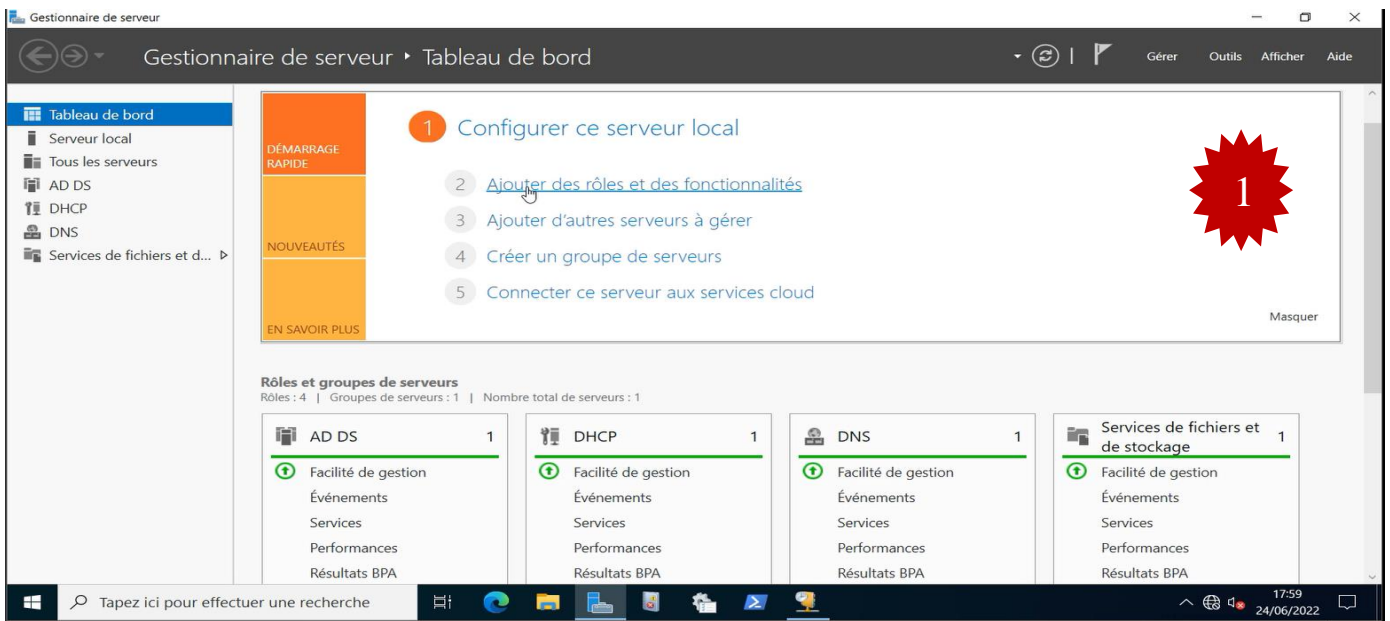 Gestionnaire de serveur
Gestionnaire de serveur ‣ Tableau de bord
Gérer Outils Afficher Aide
Tableau de bord
Serveur local
Tous les serveurs
AD DS
DHCP
DNS
Services de fichiers et d...
DÉMARRAGE
RAPIDE
NOUVEAUTÉS
EN SAVOIR PLUS
1 Configurer ce serveur local
2 Ajouter des rôles et des fonctionnalités
3 Ajouter d'autres serveurs à gérer
4 Créer un groupe de serveurs
5 Connecter ce serveur aux services cloud
1
Masquer
Rôles et groupes de serveurs
Rôles : 4 | Groupes de serveurs : 1 | Nombre total de serveurs : 1
AD DS 1
Facilité de gestion
Événements
Services
Performances
Résultats BPA
DHCP 1
Facilité de gestion
Événements
Services
Performances
Résultats BPA
DNS 1
Facilité de gestion
Événements
Services
Performances
Résultats BPA
Services de fichiers et
de stockage 1
Facilité de gestion
Événements
Services
Performances
Résultats BPA
Tapez ici pour effectuer une recherche
17:59
24/06/2022